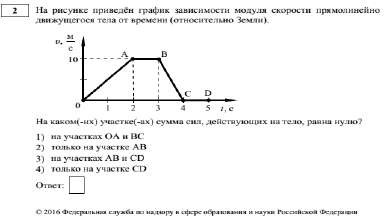 2
На рисунке приведён график зависимости модуля скорости прямолинейно
движущегося тела от времени (относительно Земли).
υ, м/с
A B
10
C D
0 1 2 3 4 5 t, с
На каком(-их) участке(-ах) сумма сил, действующих на тело, равна нулю?
1) на участках OA и BC
2) только на участке AB
3) на участках AB и CD
4) только на участке CD
Ответ:
© 2016 Федеральная служба по надзору в сфере образования и науки Российской Федерации